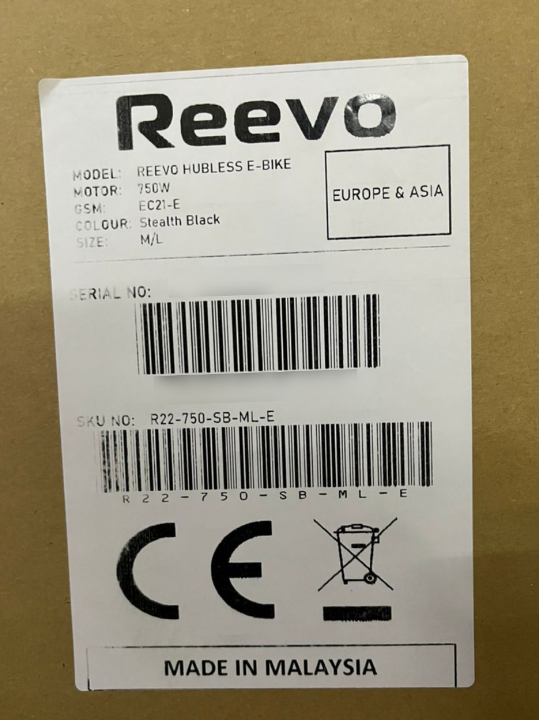 Reevo
MODEL: REEVO HUBLESS E-BIKE
MOTOR: 750W
GSM: EC21-E
COLOUR: Stealth Black
SIZE: M/L
EUROPE & ASIA
SERIAL NO:
SKU NO: R22-750-SB-ML-E
R22-750-SB-ML-E
CE
MADE IN MALAYSIA